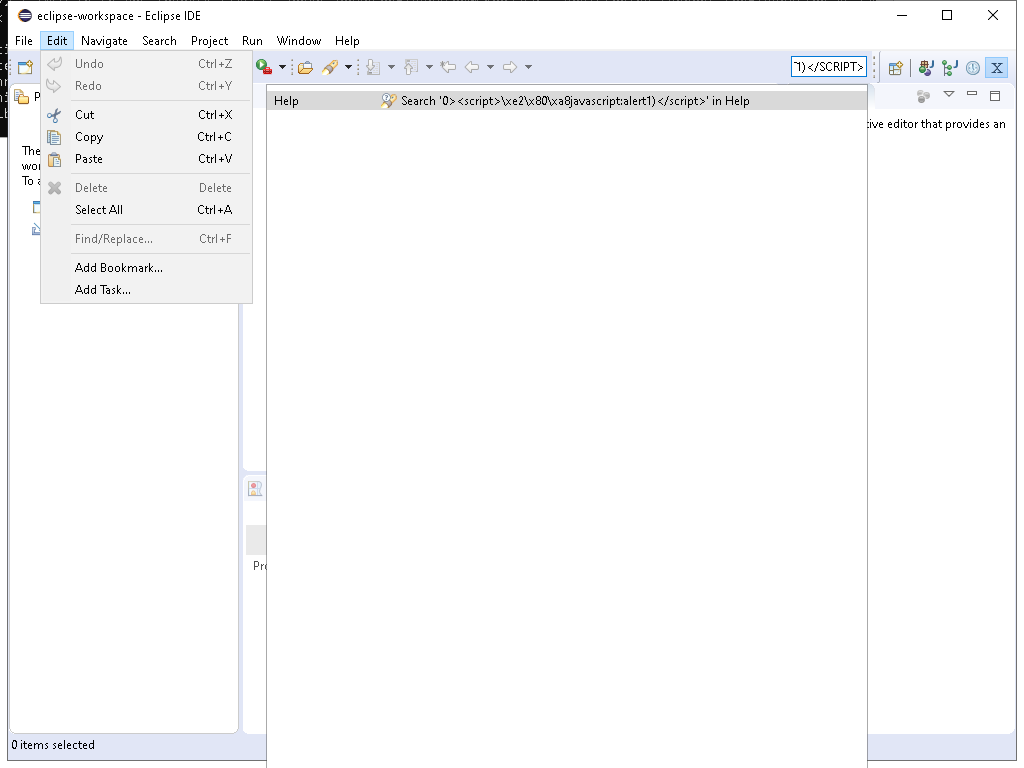 eclipse-workspace - Eclipse IDE
File Edit Navigate Search Project Run Window Help
Undo Ctrl+Z
Redo Ctrl+Y
Cut Ctrl+X
Copy Ctrl+C
Paste Ctrl+V
Delete Delete
Select All Ctrl+A
Find/Replace... Ctrl+F
Add Bookmark...
Add Task...
1)</SCRIPT>
Help Search '0><script>\xe2\x80\xa8javascript:alert1)</script>' in Help
P
The
To
tive editor that provides an
Pro
0 items selected